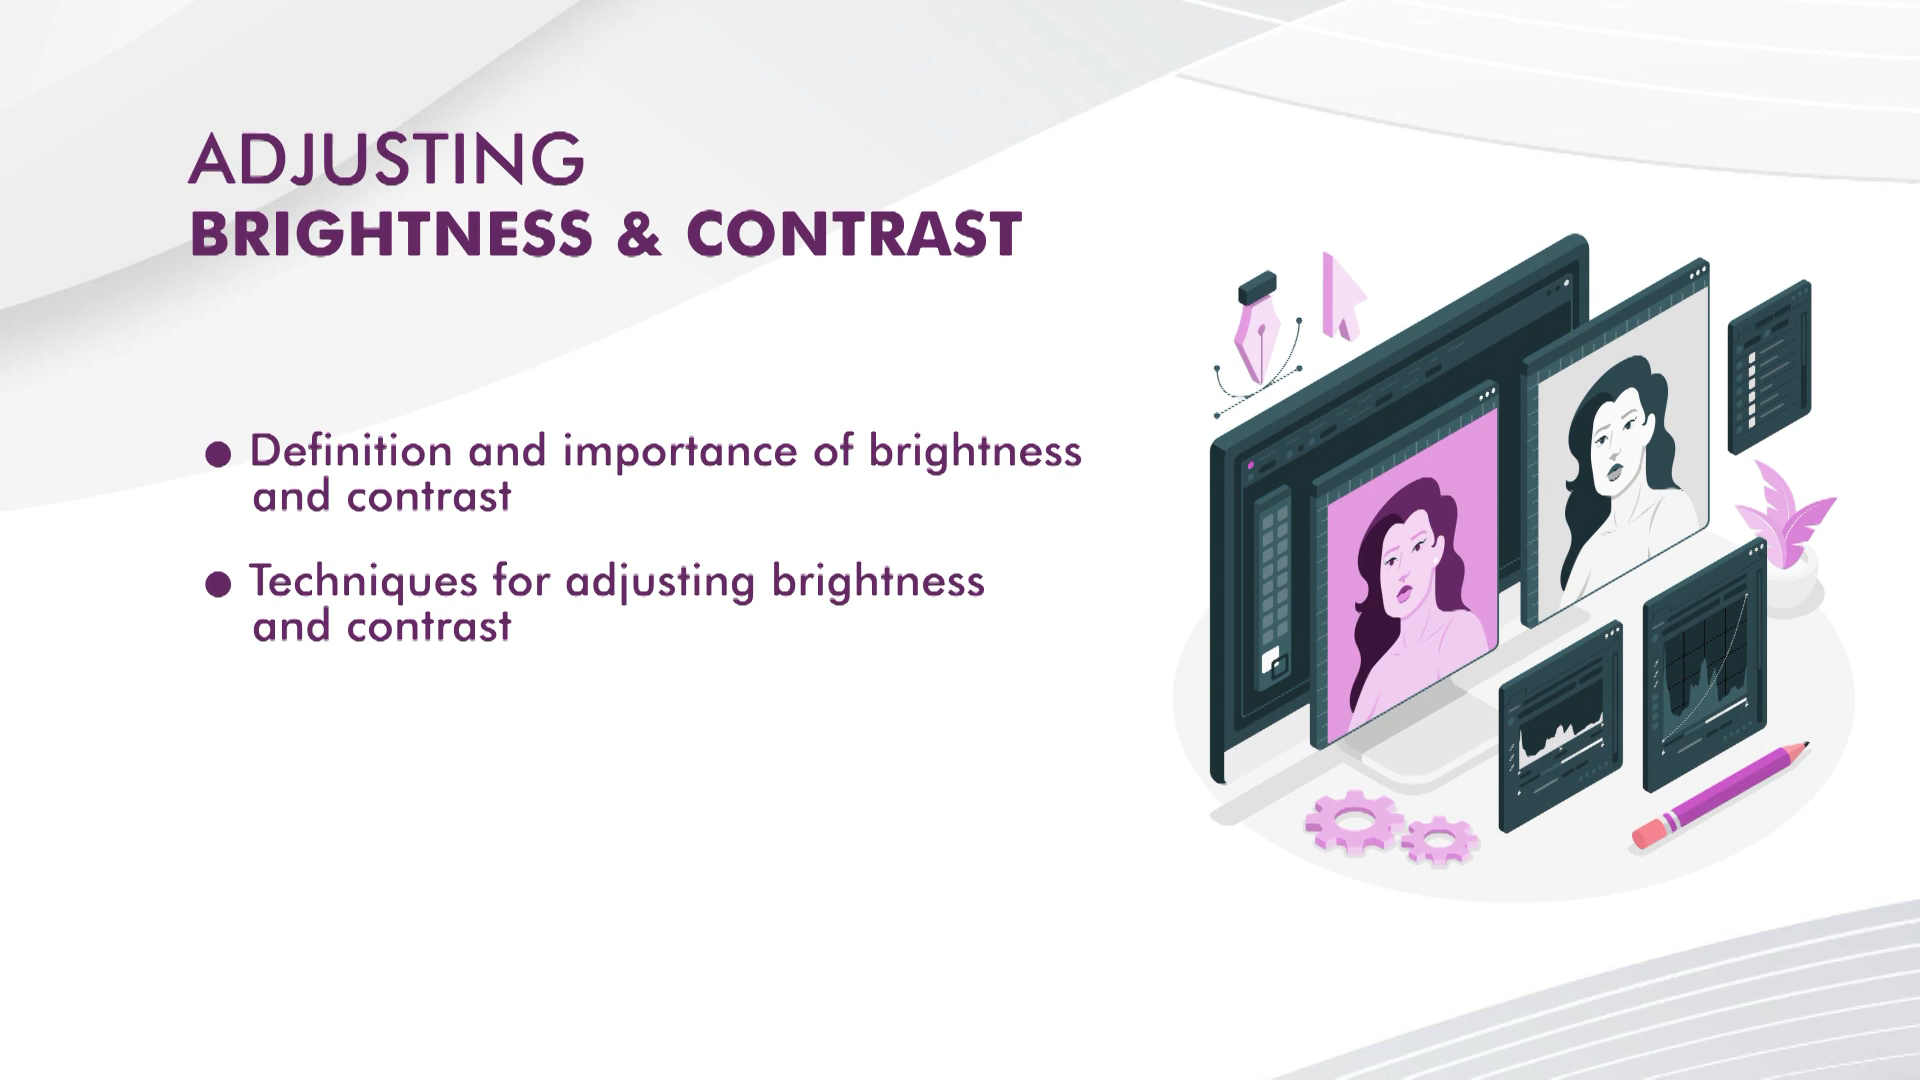 ADJUSTING
BRIGHTNESS & CONTRAST
● Definition and importance of brightness
and contrast
● Techniques for adjusting brightness
and contrast